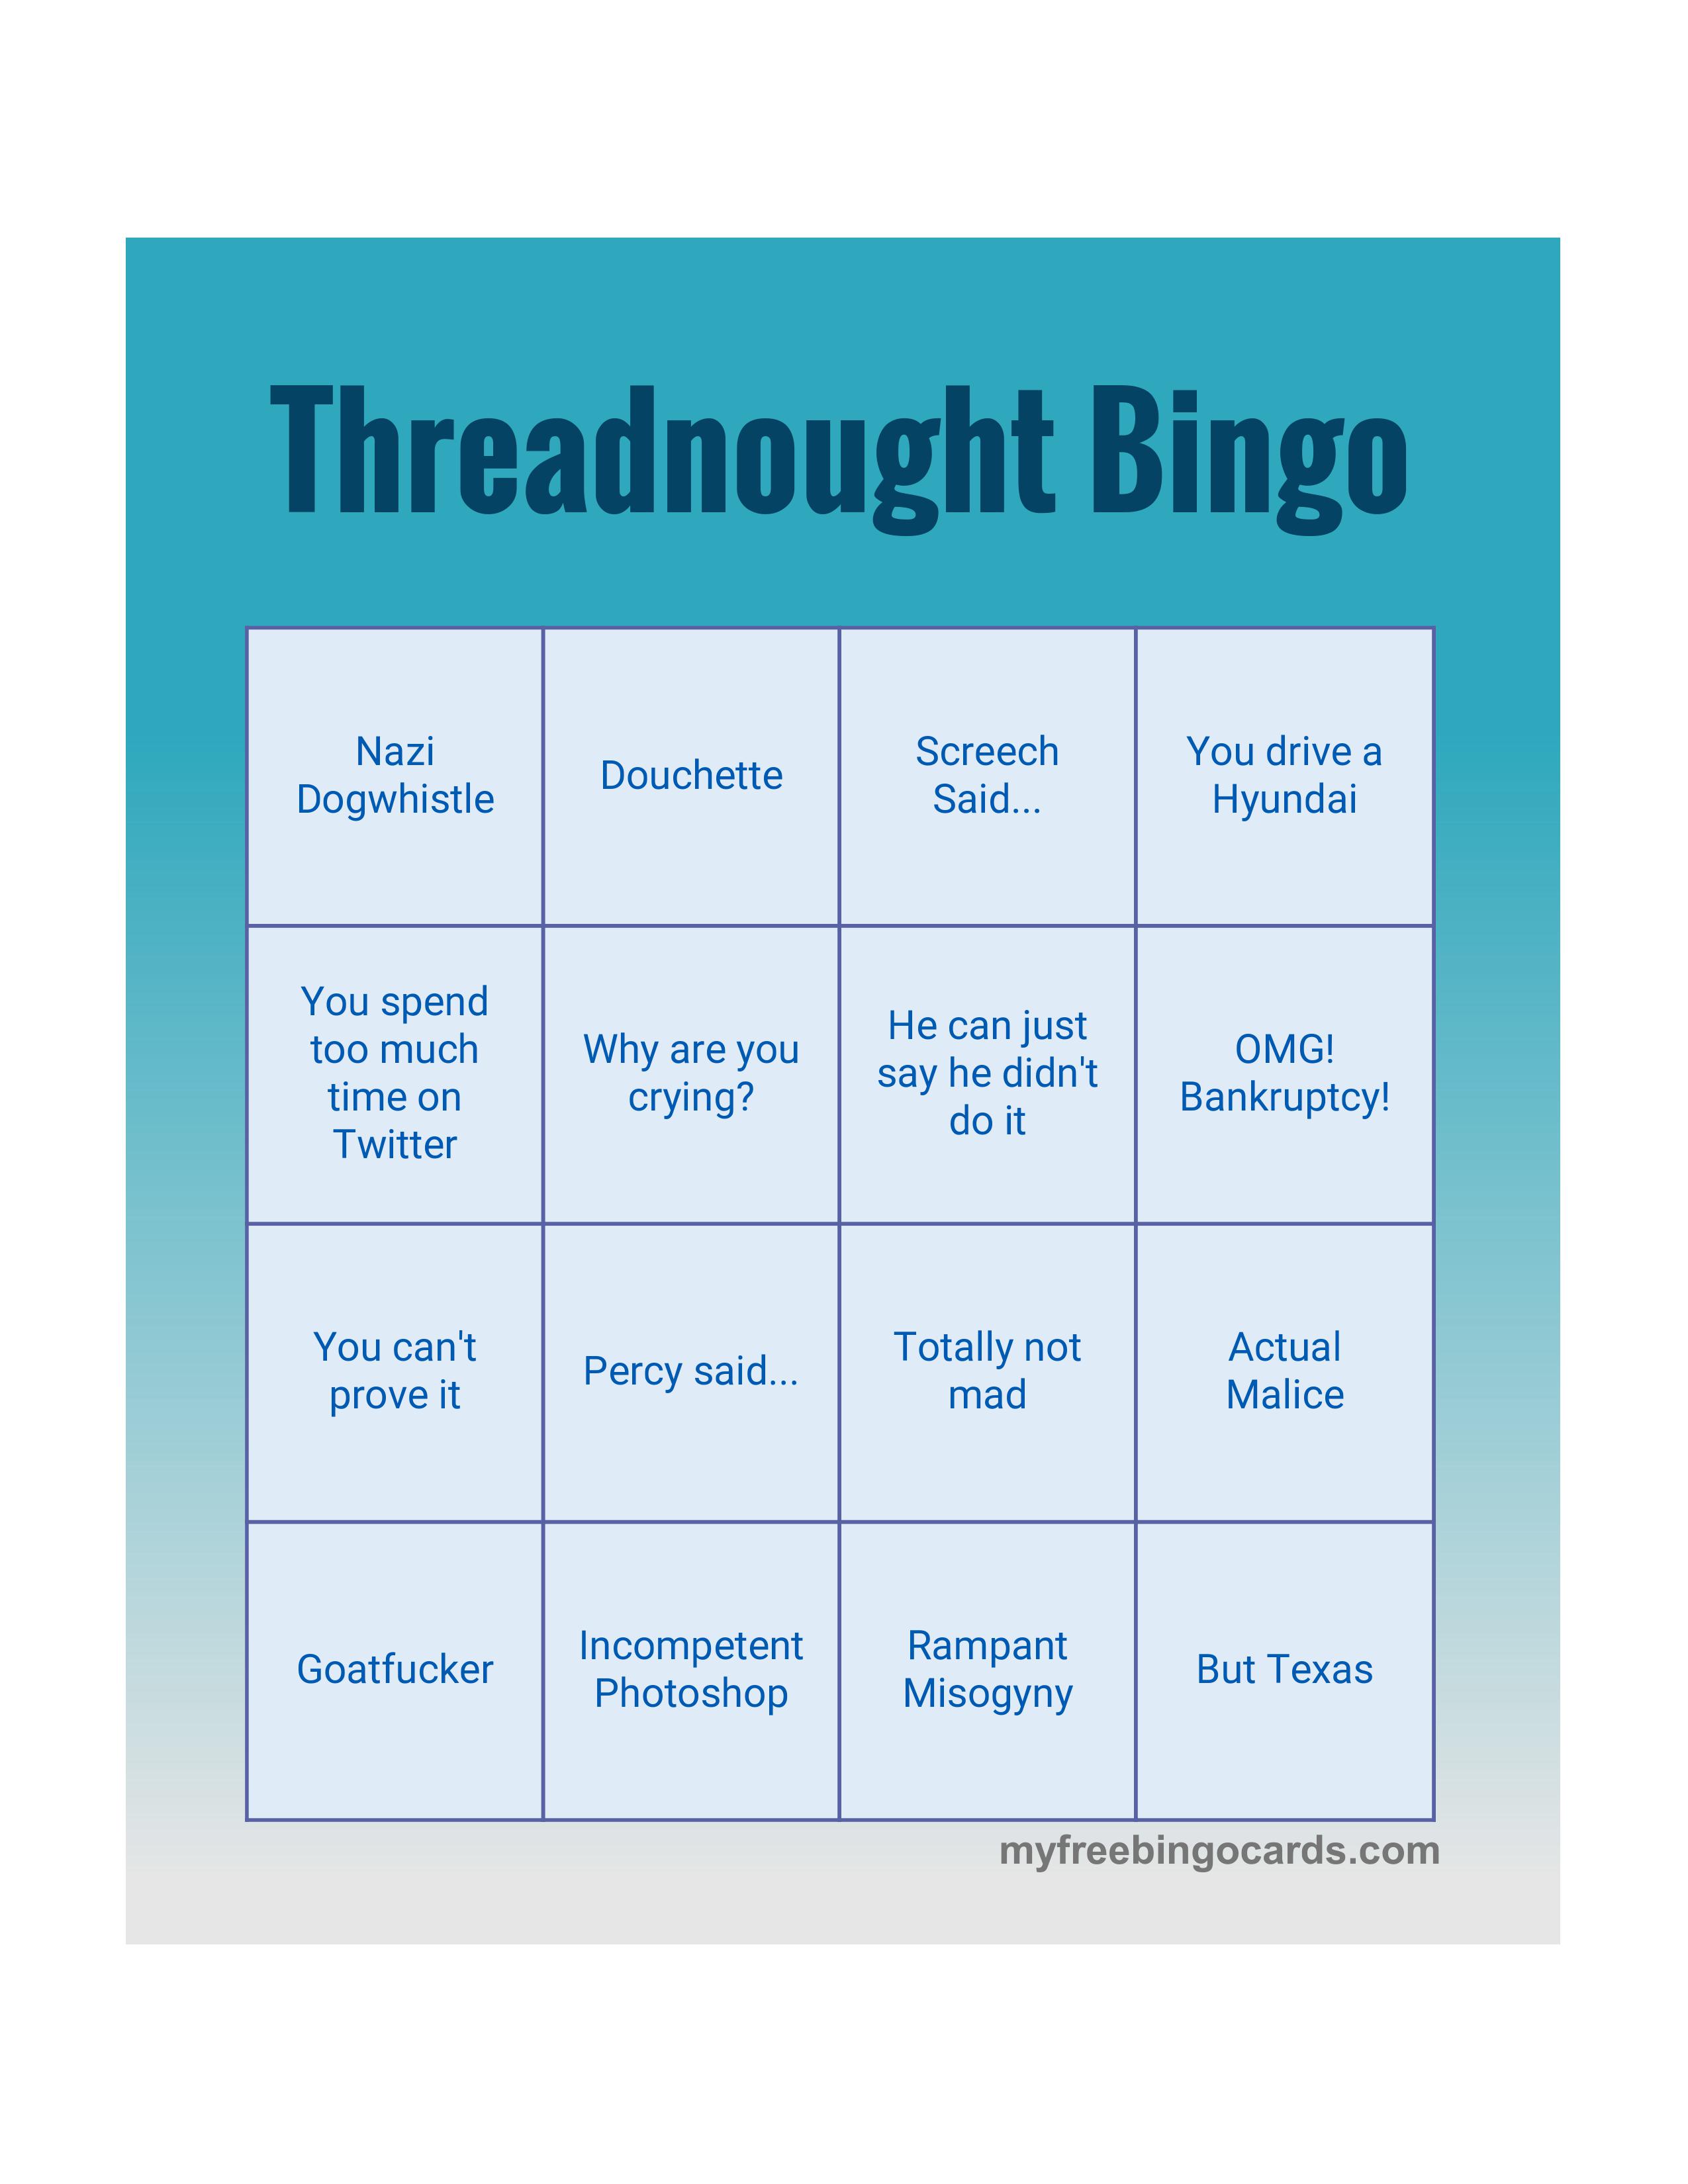 Threadnought Bingo
Nazi
Dogwhistle
Douchette
Screech
Said...
You drive a
Hyundai
You spend
too much
time on
Twitter
Why are you
crying?
He can just
say he didn't
do it
OMG!
Bankruptcy!
You can't
prove it
Percy said...
Totally not
mad
Actual
Malice
Goatfucker
Incompetent
Photoshop
Rampant
Misogyny
But Texas
myfreebingocards.com